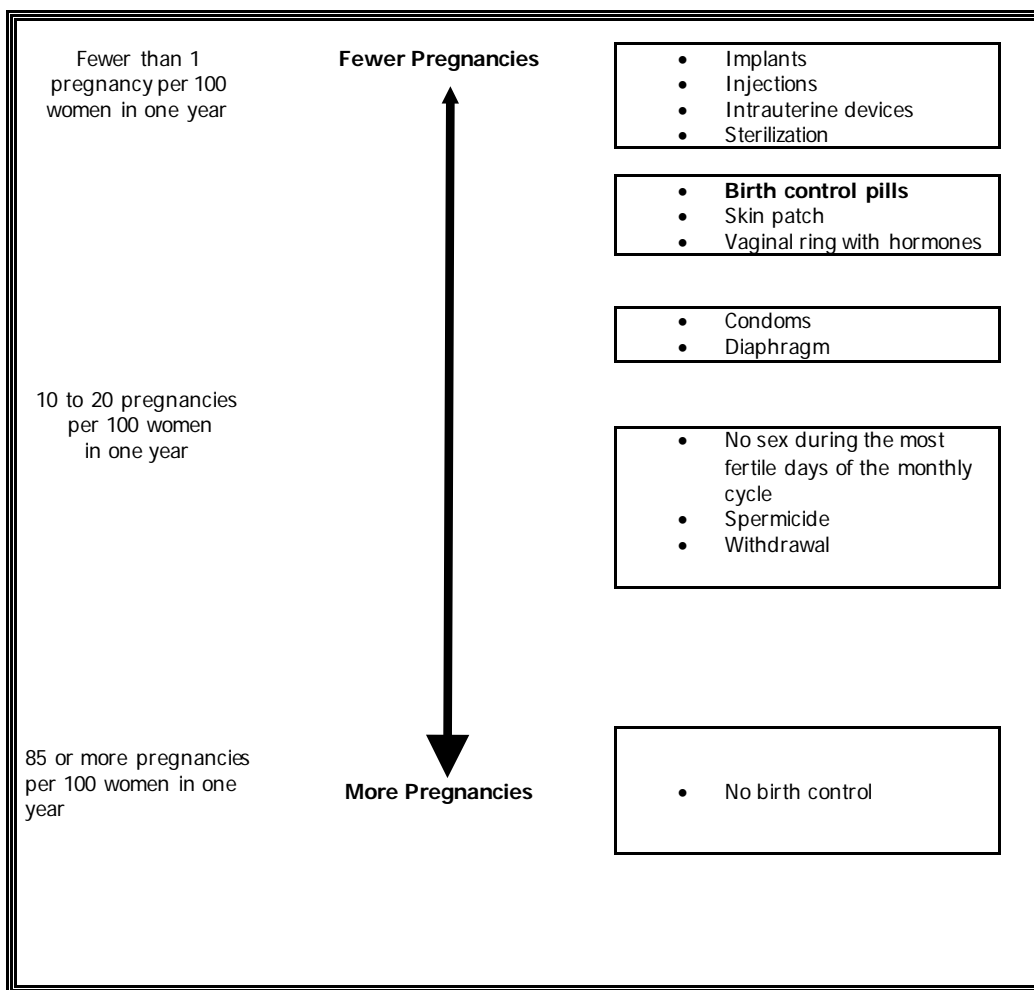 Fewer than 1
pregnancy per 100
women in one year
Fewer Pregnancies
• Implants
• Injections
• Intrauterine devices
• Sterilization
• Birth control pills
• Skin patch
• Vaginal ring with hormones
• Condoms
• Diaphragm
10 to 20 pregnancies
per 100 women
in one year
• No sex during the most
fertile days of the monthly
cycle
• Spermicide
• Withdrawal
85 or more pregnancies
per 100 women in one
year
More Pregnancies
• No birth control